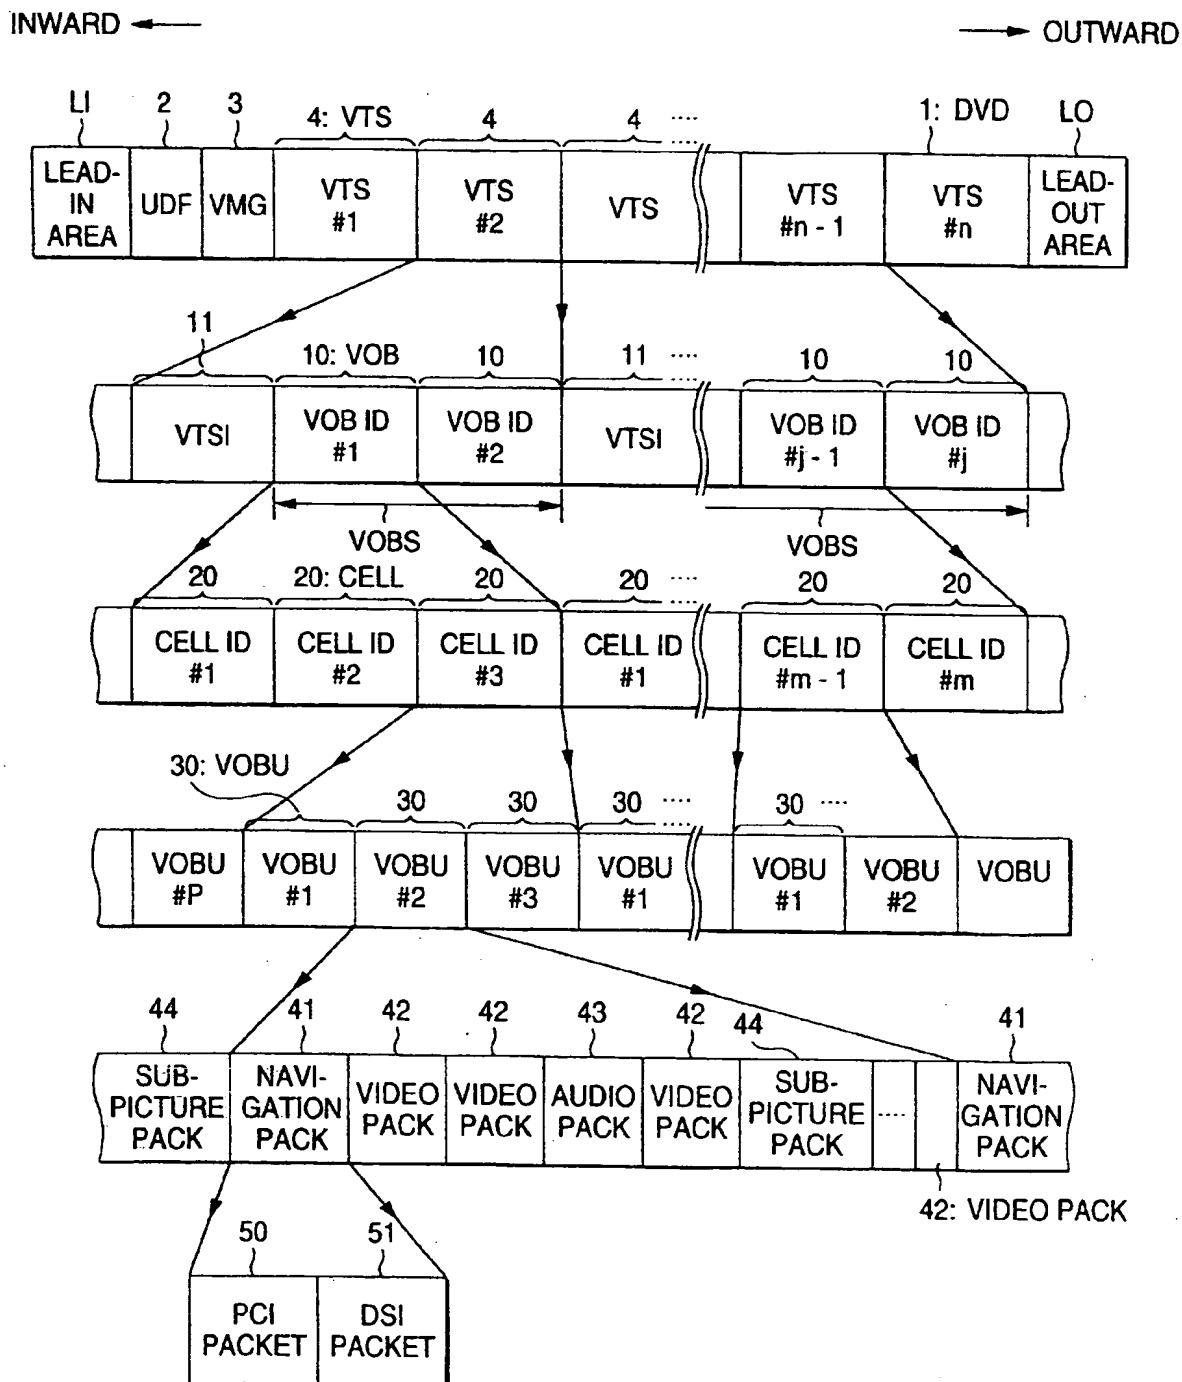 INWARD
OUTWARD
LI 2 3 4: VTS 4 4 ···· 1: DVD LO
LEAD-IN AREA
UDF
VMG
VTS #1
VTS #2
VTS
VTS #n - 1
VTS #n
LEAD-OUT AREA
11 10: VOB 10 11 ···· 10 10
VTSI
VOB ID #1
VOB ID #2
VTSI
VOB ID #j - 1
VOB ID #j
VOBS VOBS
20 20: CELL 20 20 ···· 20 20
CELL ID #1
CELL ID #2
CELL ID #3
CELL ID #1
CELL ID #m - 1
CELL ID #m
30: VOBU 30 30 30 ···· 30 ····
VOBU #P
VOBU #1
VOBU #2
VOBU #3
VOBU #1
VOBU #1
VOBU #2
VOBU
44 41 42 42 43 42 44 41
SUB-PICTURE PACK
NAVI-GATION PACK
VIDEO PACK
VIDEO PACK
AUDIO PACK
VIDEO PACK
SUB-PICTURE PACK
····
NAVI-GATION PACK
42: VIDEO PACK
50 51
PCI PACKET
DSI PACKET